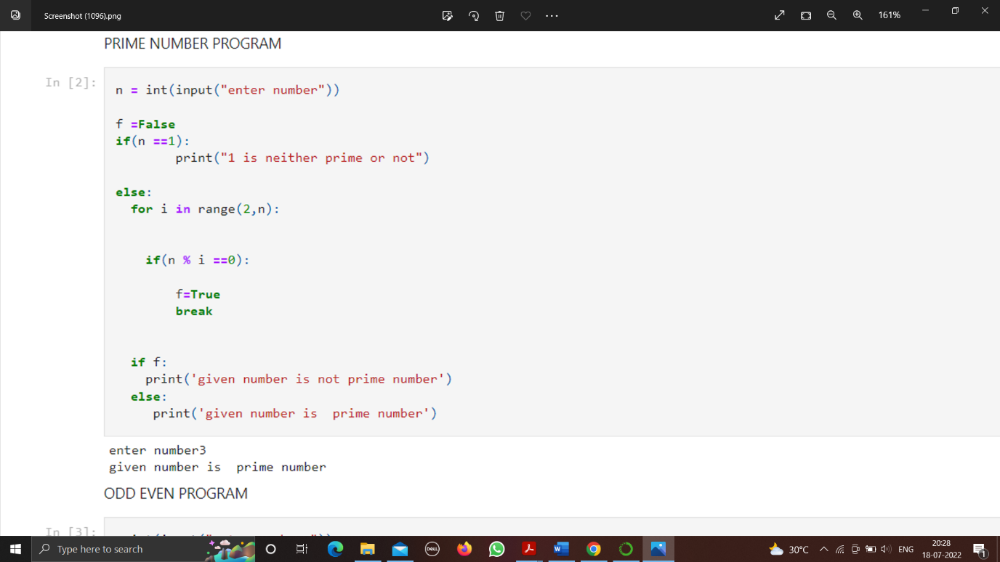 Screenshot (1096).png
161%
PRIME NUMBER PROGRAM
In [2]:
n = int(input("enter number"))
f =False
if(n ==1):
print("1 is neither prime or not")
else:
for i in range(2,n):
if(n % i ==0):
f=True
break
if f:
print('given number is not prime number')
else:
print('given number is  prime number')
enter number3
given number is  prime number
ODD EVEN PROGRAM
In [3]:
Type here to search
DELL
30°C
ENG
20:28
18-07-2022
1